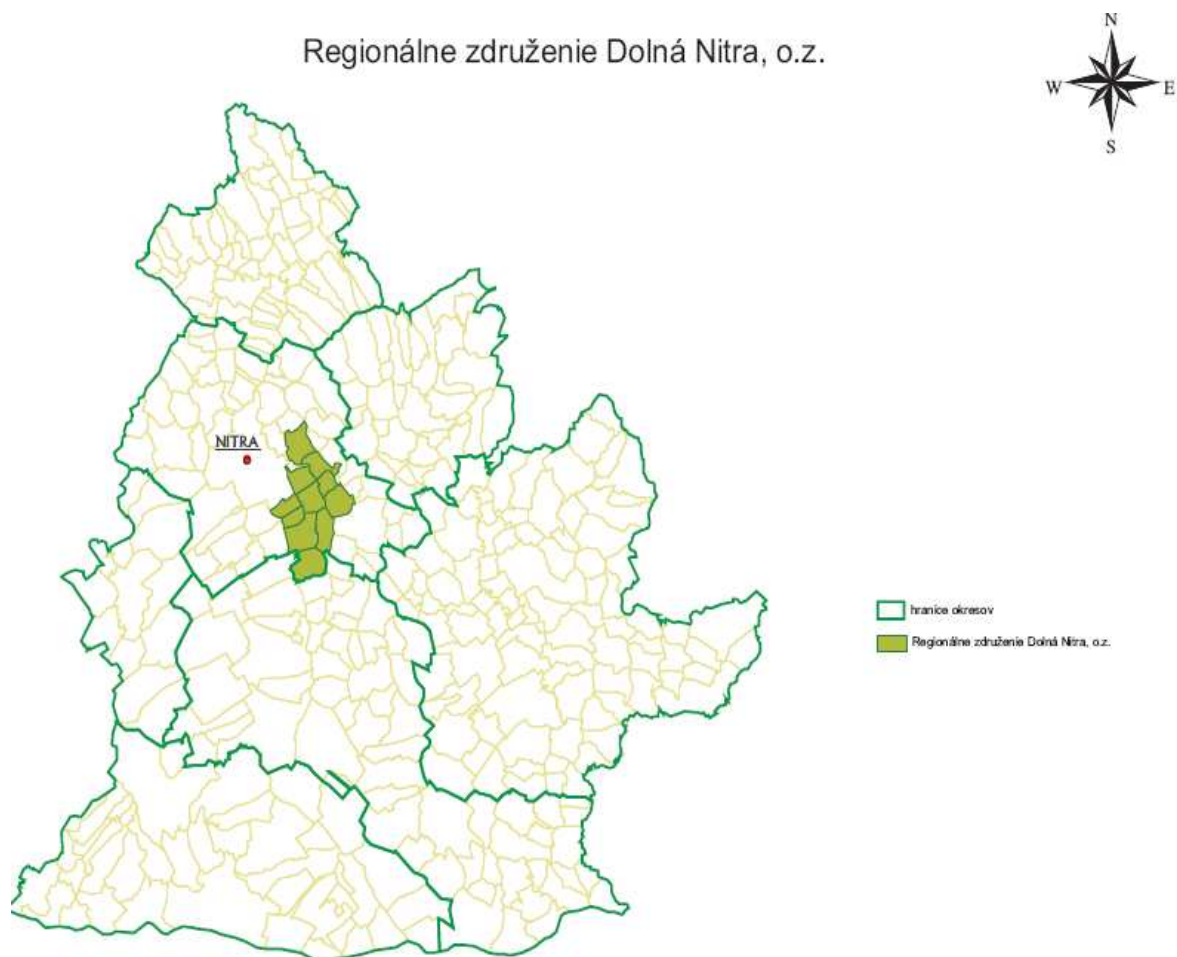 Regionálne združenie Dolná Nitra, o.z.
N
W E
S
NITRA
hranice okresov
Regionálne združenie Dolná Nitra, o.z.